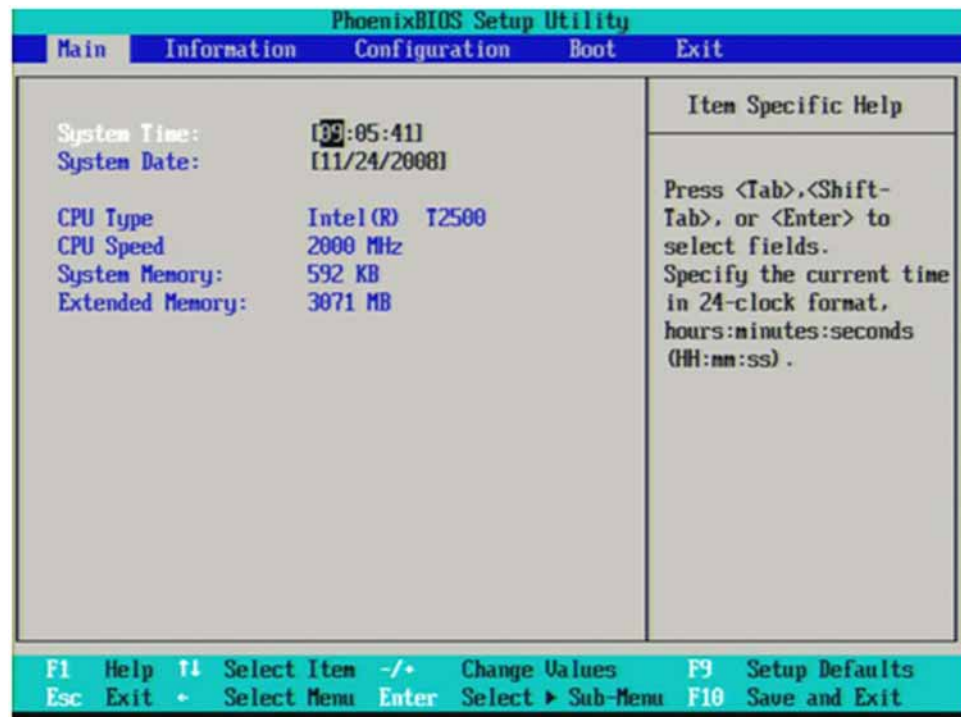 PhoenixBIOS Setup Utility
Main Information Configuration Boot Exit
System Time: [09:05:41]
System Date: [11/24/2008]
CPU Type Intel(R) T2500
CPU Speed 2000 MHz
System Memory: 592 KB
Extended Memory: 3071 MB
Item Specific Help
Press <Tab>,<Shift-
Tab>, or <Enter> to
select fields.
Specify the current time
in 24-clock format,
hours:minutes:seconds
(HH:mm:ss).
F1 Help ↑↓ Select Item -/+ Change Values F9 Setup Defaults
Esc Exit ← Select Menu Enter Select ▶ Sub-Menu F10 Save and Exit